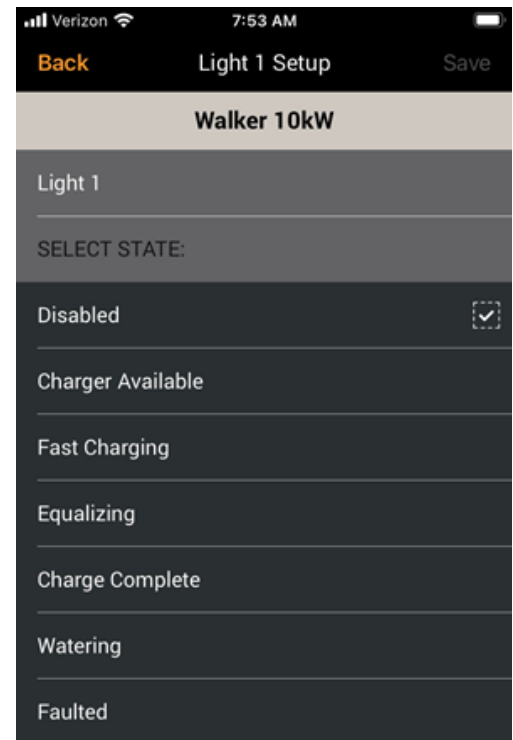 Verizon 7:53 AM
Back Light 1 Setup Save
Walker 10kW
Light 1
SELECT STATE:
Disabled
Charger Available
Fast Charging
Equalizing
Charge Complete
Watering
Faulted